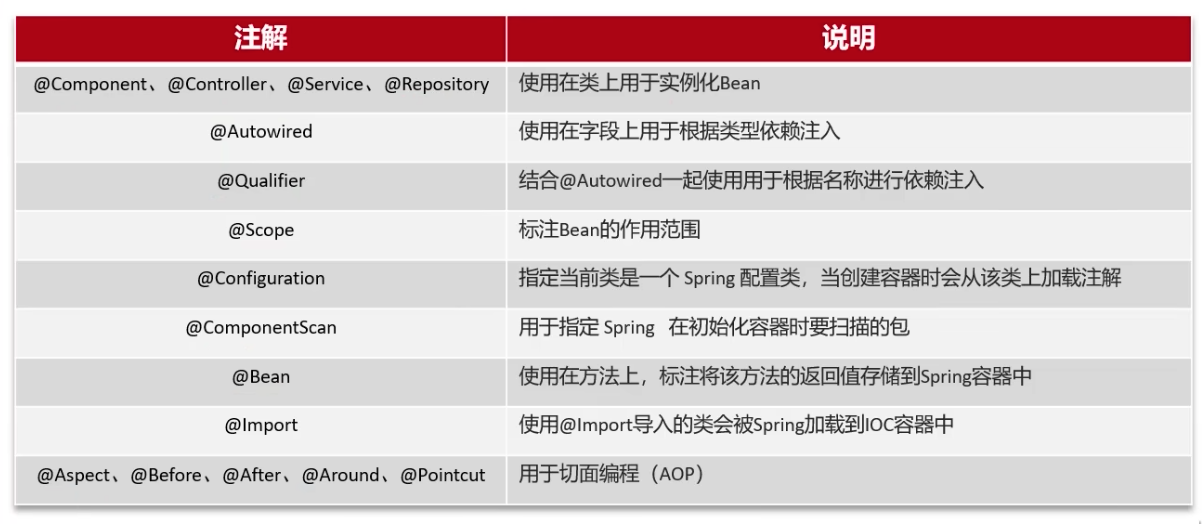 注解 说明
@Component、@Controller、@Service、@Repository 使用在类上用于实例化Bean
@Autowired 使用在字段上用于根据类型依赖注入
@Qualifier 结合@Autowired一起使用用于根据名称进行依赖注入
@Scope 标注Bean的作用范围
@Configuration 指定当前类是一个 Spring 配置类，当创建容器时会从该类上加载注解
@ComponentScan 用于指定 Spring 在初始化容器时要扫描的包
@Bean 使用在方法上，标注将该方法的返回值存储到Spring容器中
@Import 使用@Import导入的类会被Spring加载到IOC容器中
@Aspect、@Before、@After、@Around、@Pointcut 用于切面编程（AOP）